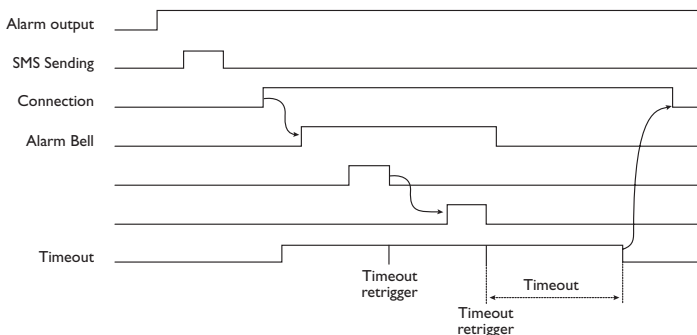 Alarm output
SMS Sending
Connection
Alarm Bell
Timeout
Timeout
retrigger
Timeout
retrigger
Timeout